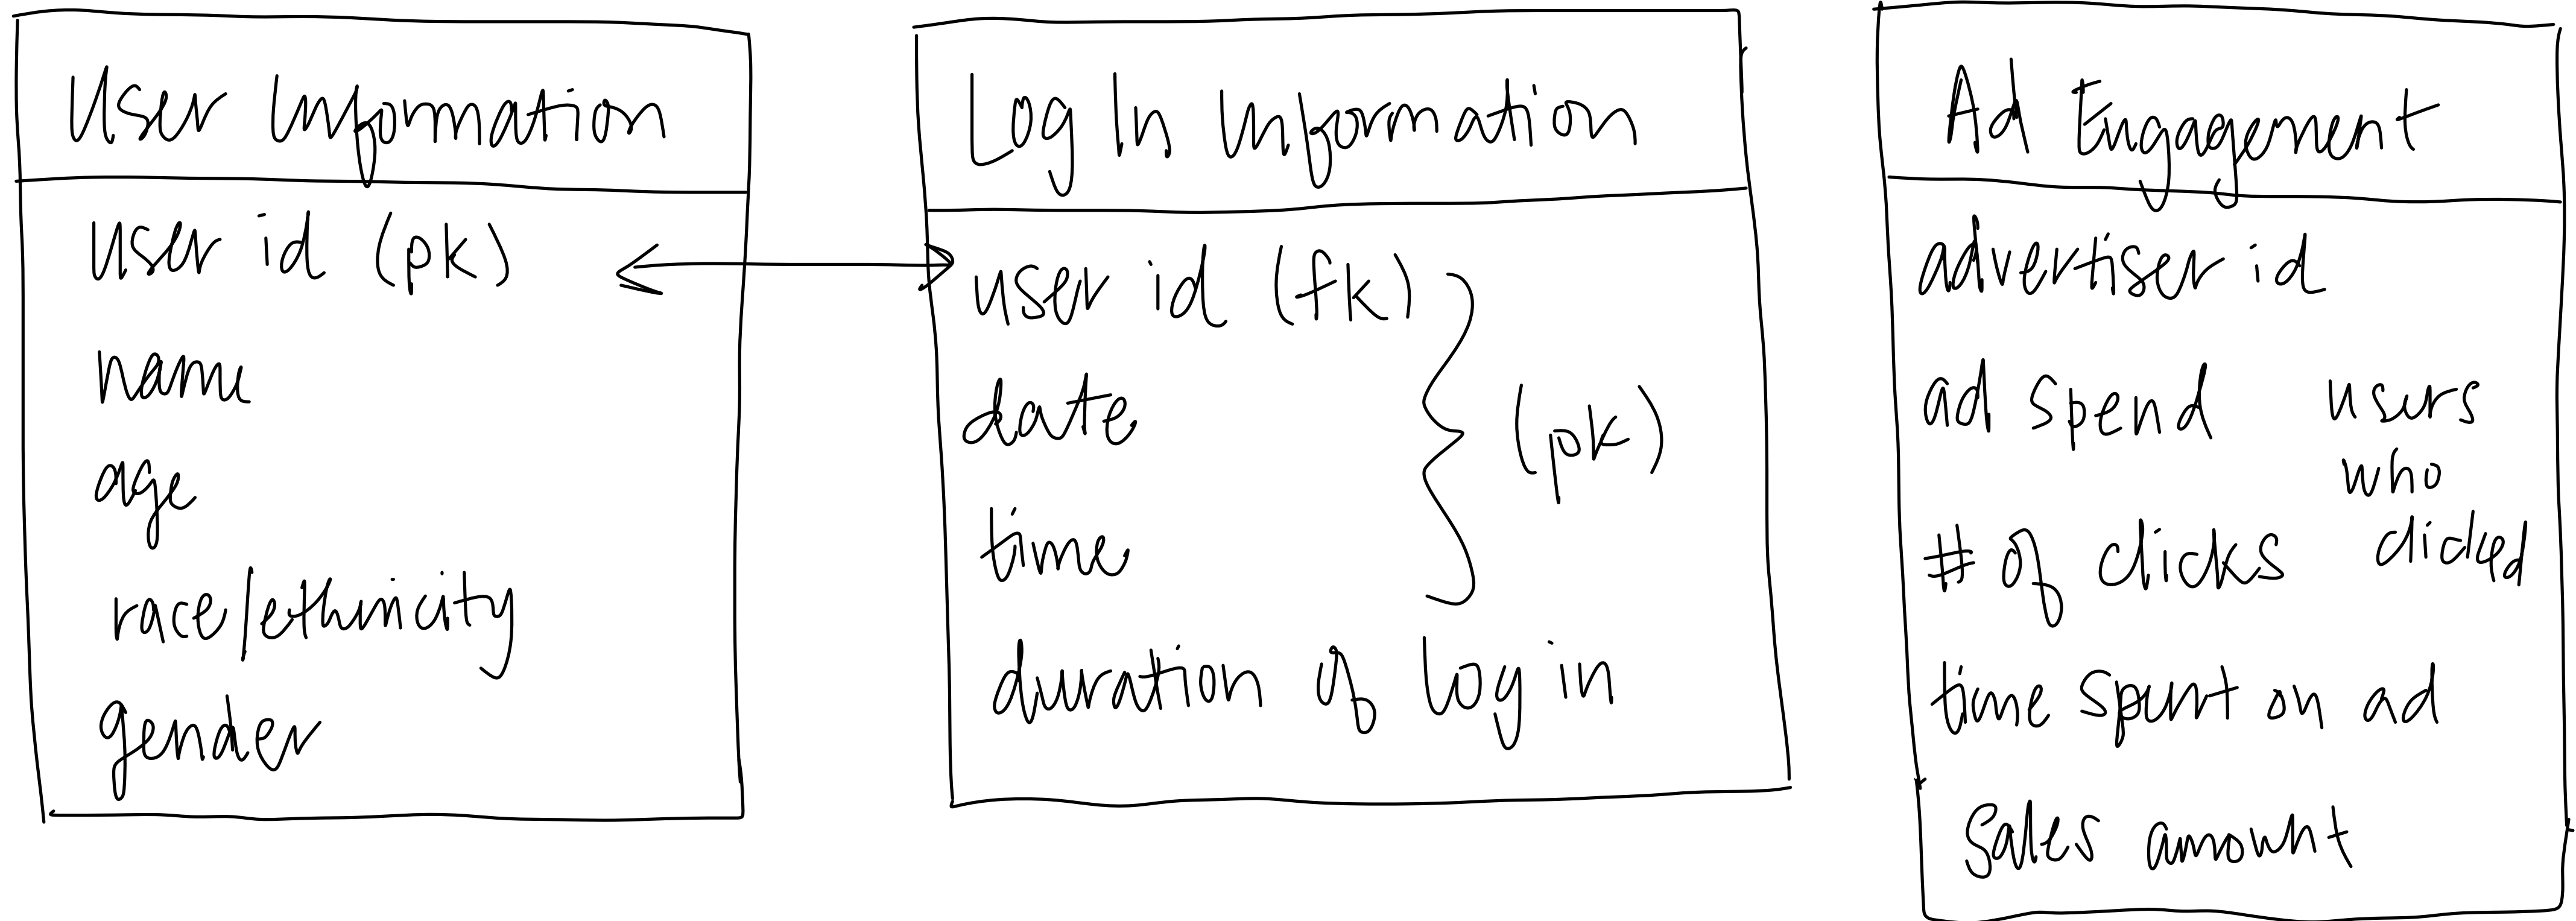 User Information
user id (pk)
name
age
race/ethnicity
gender
Log In Information
user id (fk)
date
time
(pk)
duration of log in
Ad Engagement
advertiser id
ad spend
# of clicks
users
who
clicked
time spent on ad
sales amount